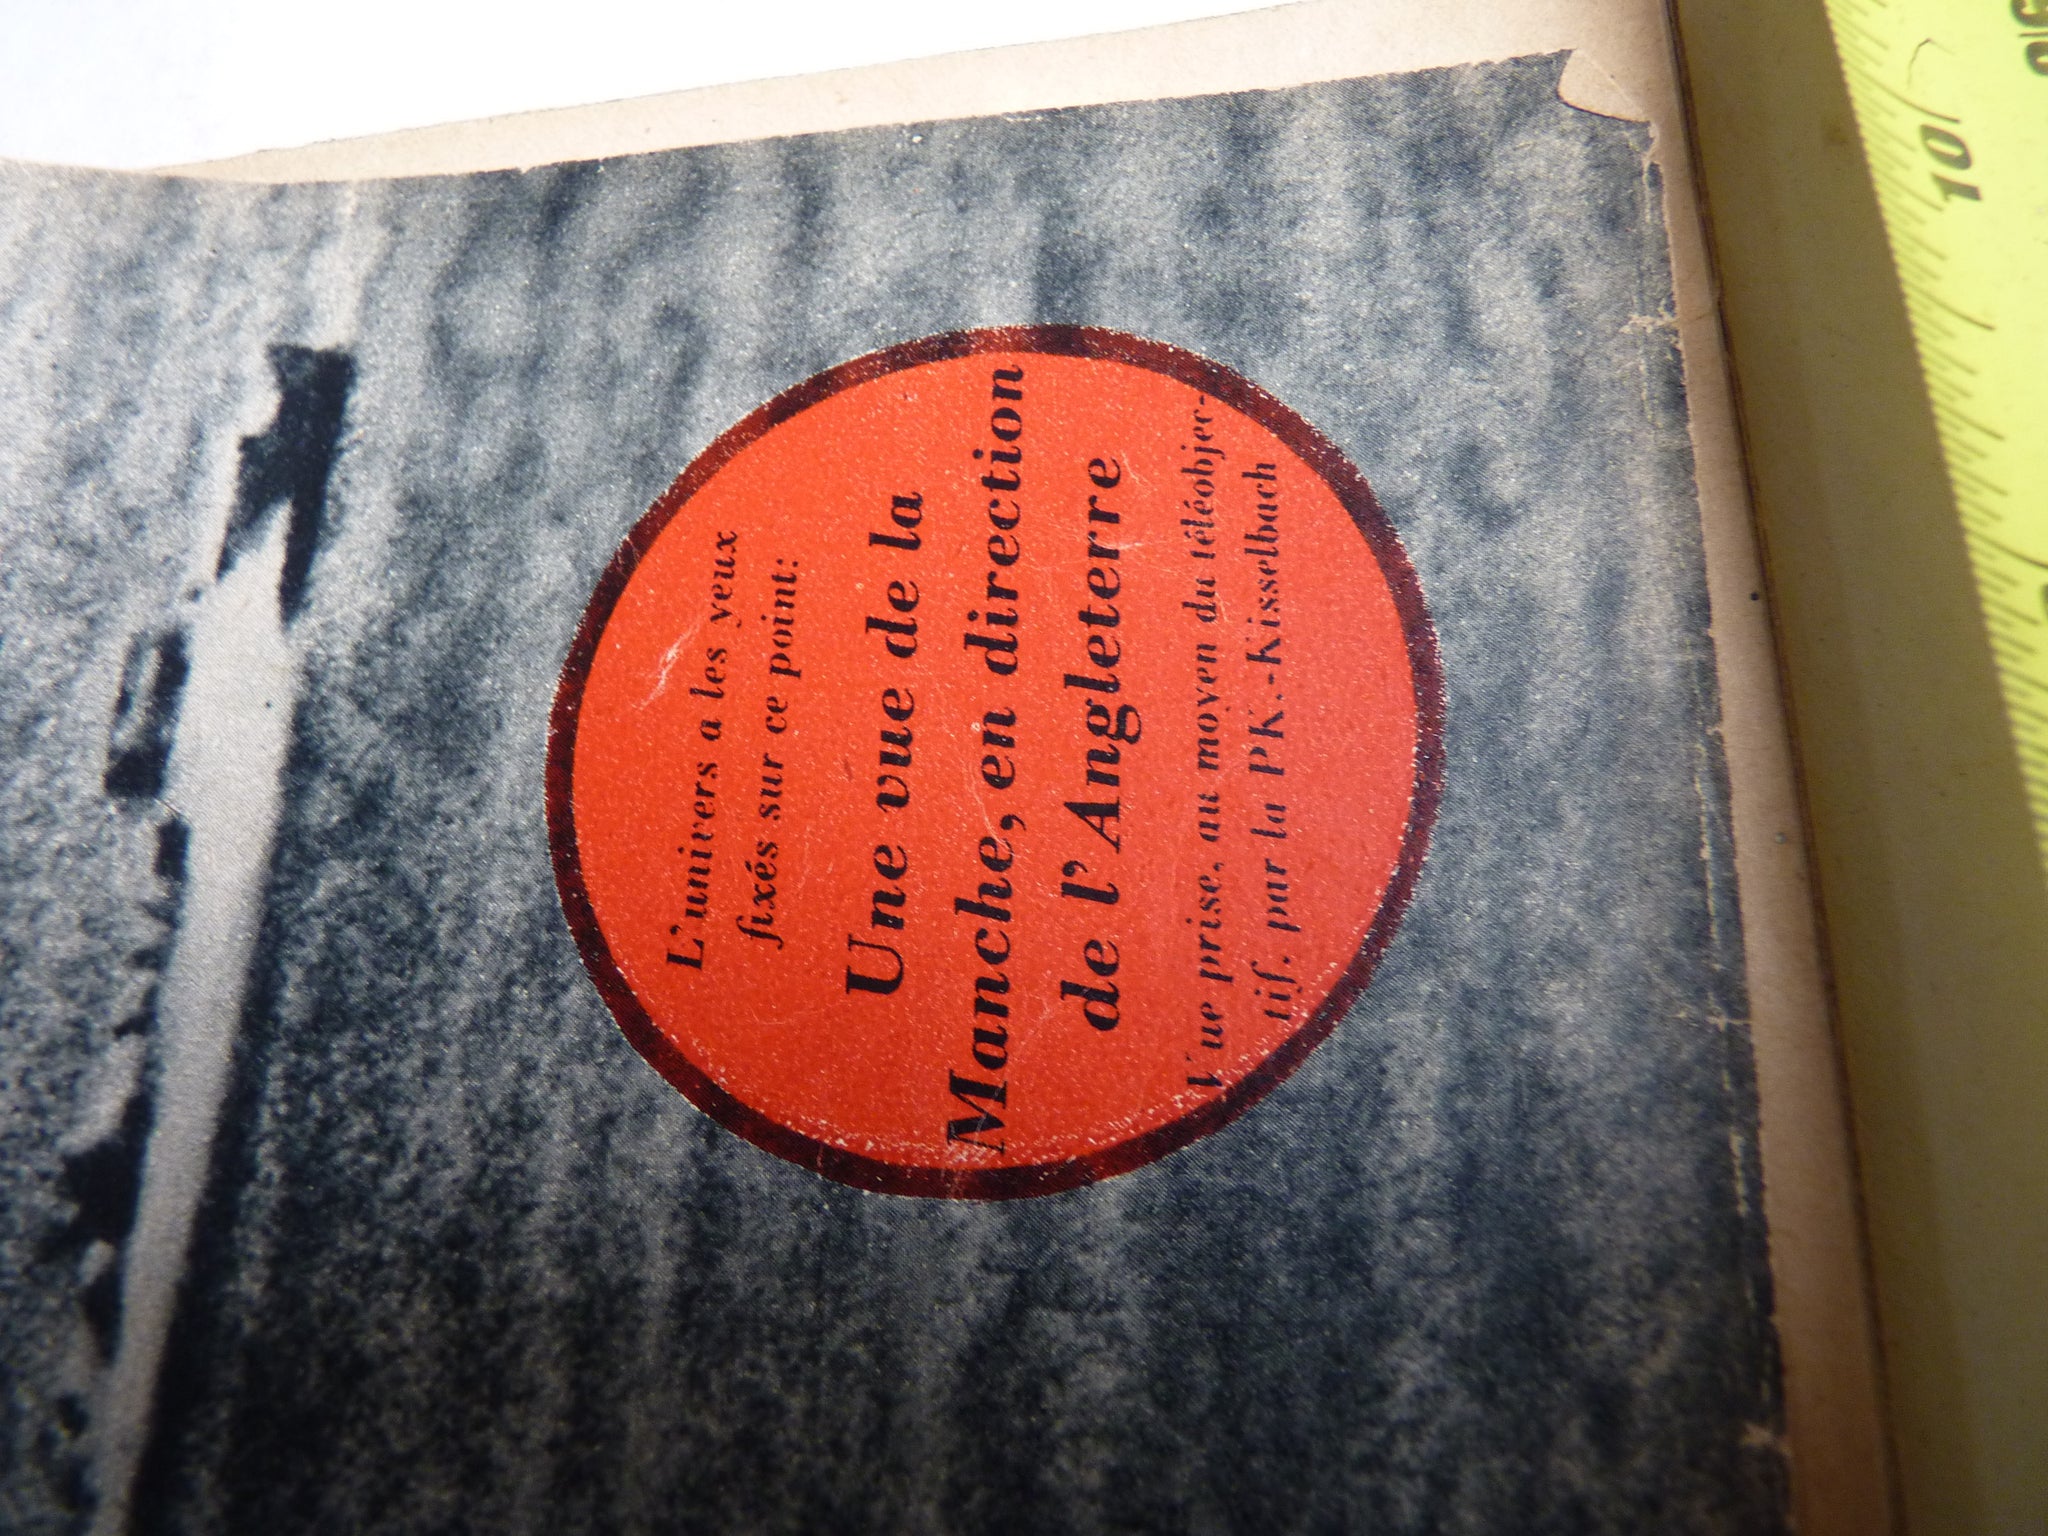 L'univers a les yeux
fixés sur ce point:
Une vue de la
Manche, en direction
de l'Angleterre
Vue prise, au moyen du téléobjec-
tif, par la PK.-Kisselbach
10